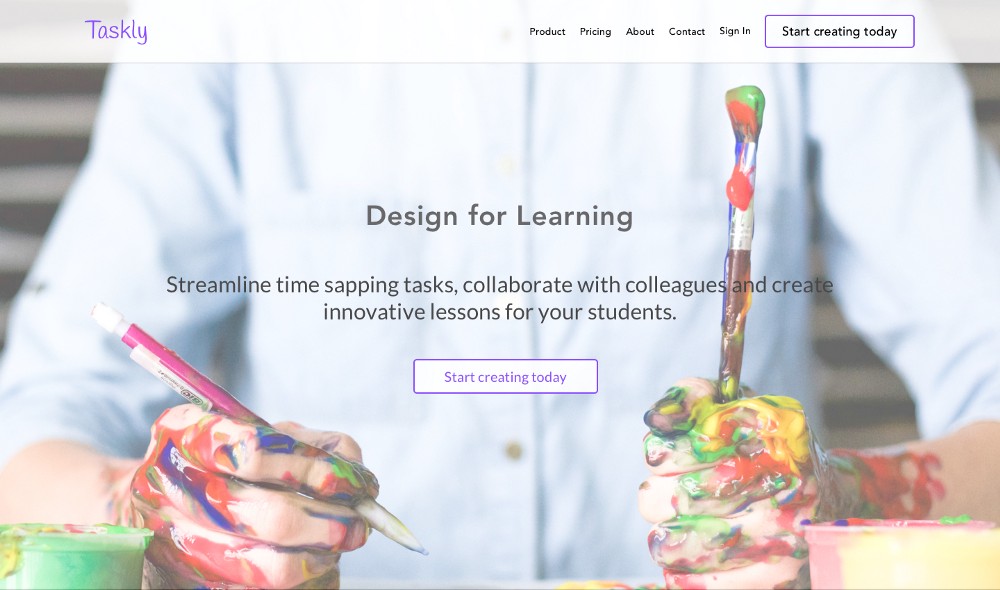 Taskly
Product Pricing About Contact Sign In Start creating today
Design for Learning
Streamline time sapping tasks, collaborate with colleagues and create
innovative lessons for your students.
Start creating today